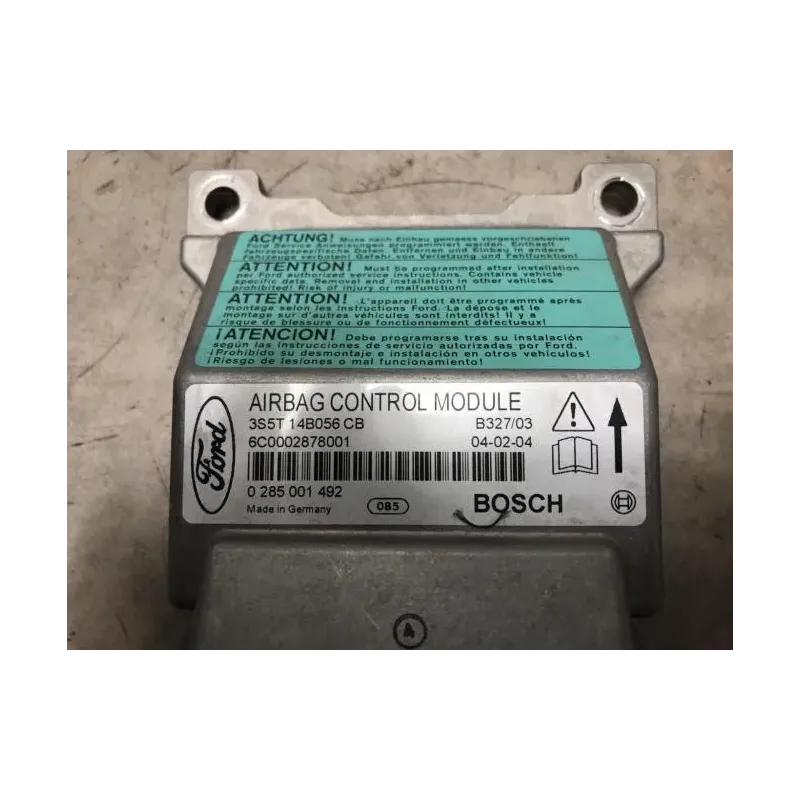 ACHTUNG! Muss nach Einbau gemaess vorgeschriebenen
Ford Service Anweisungen programmiert werden. Enthaelt
fahrzeugspezifische Daten. Entfernen und Einbau in andere
Fahrzeuge verboten! Gefahr von Verletzung und Fehlfunktion!
ATTENTION! Must be programmed after installation
per Ford authorized service instructions. Contains vehicle
specific data. Removal and installation in other vehicles
prohibited! Risk of injury or malfunction!
ATTENTION! L'appareil doit être programmé après
montage selon les instructions Ford. La dépose et le
montage sur d'autres véhicules sont interdits! Il y a
risque de blessure ou de fonctionnement défectueux!
¡ATENCION! Debe programarse tras su instalación
según las instrucciones de servicio autorizadas por Ford.
¡Prohibido su desmontaje e instalación en otros vehículos!
¡Riesgo de lesiones o mal funcionamiento!
Ford
AIRBAG CONTROL MODULE
3S5T 14B056 CB B327/03
6C0002878001 04-02-04
0 285 001 492
Made in Germany 085 BOSCH
A